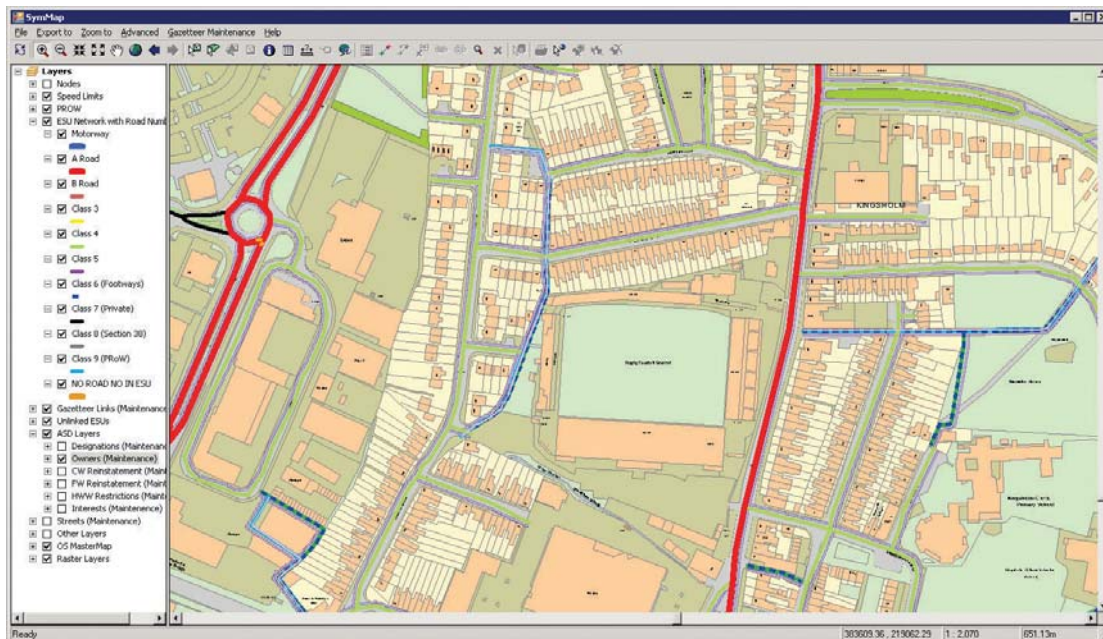 SymMap
File Export to Zoom to Advanced Gazetteer Maintenance Help
Layers
Nodes
Speed Limits
PROW
ESU Network with Road Numb
Motorway
A Road
B Road
Class 3
Class 4
Class 5
Class 6 (Footways)
Class 7 (Private)
Class 8 (Section 38)
Class 9 (PRoW)
NO ROAD NO IN ESU
Gazetteer Links (Maintenance
Unlinked ESUs
ASD Layers
Designations (Maintenanc
Owners (Maintenance)
CW Reinstatement (Maint
FW Reinstatement (Maint
HWW Restrictions (Maint
Interests (Maintenence)
Streets (Maintenance)
Other Layers
OS MasterMap
Raster Layers
KINGSHOLM
Ready 383609.36 , 219062.29 1 : 2,070 651.13m